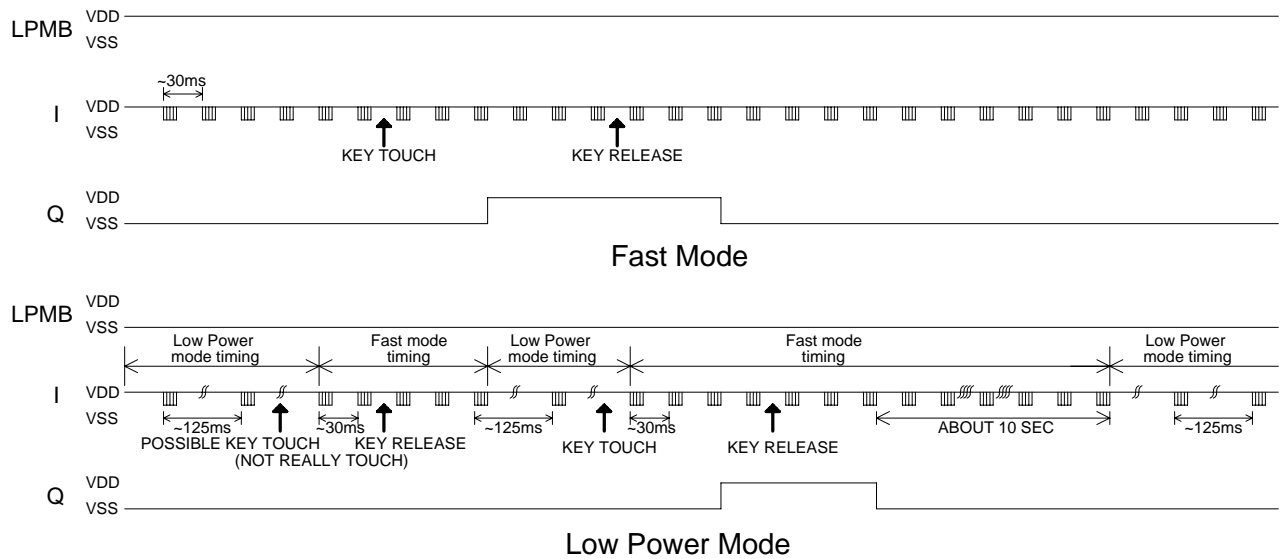 LPMB VDD
VSS
~30ms
I VDD
VSS
KEY TOUCH KEY RELEASE
Q VDD
VSS
Fast Mode
LPMB VDD
VSS
Low Power mode timing
Fast mode timing
Low Power mode timing
Fast mode timing
Low Power mode timing
I VDD
VSS
~125ms ~30ms ~125ms ~30ms ABOUT 10 SEC ~125ms
POSSIBLE KEY TOUCH
(NOT REALLY TOUCH)
KEY RELEASE
KEY TOUCH
KEY RELEASE
Q VDD
VSS
Low Power Mode